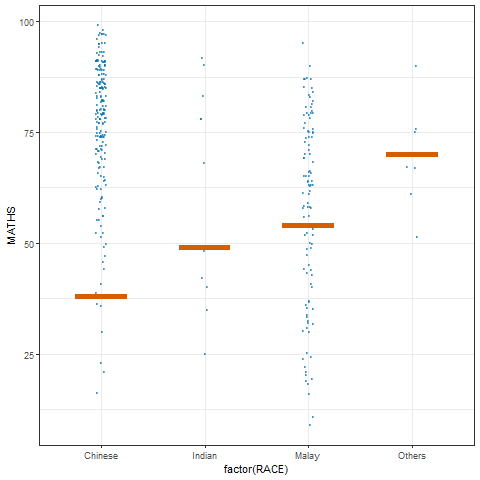 100
75
50
25
MATHS
Chinese
Indian
Malay
Others
factor(RACE)